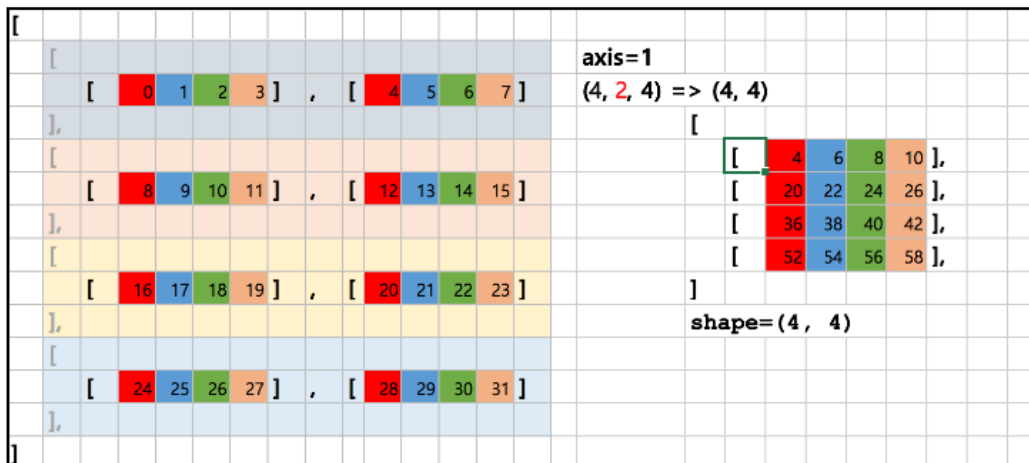 [
[
axis=1
[ 0 1 2 3 ] , [ 4 5 6 7 ]
(4, 2, 4) => (4, 4)
],
[
[
[ 4 6 8 10 ],
[ 8 9 10 11 ] , [ 12 13 14 15 ]
[ 20 22 24 26 ],
],
[ 36 38 40 42 ],
[
[ 52 54 56 58 ],
[ 16 17 18 19 ] , [ 20 21 22 23 ]
]
],
shape=(4, 4)
[
[ 24 25 26 27 ] , [ 28 29 30 31 ]
],
]